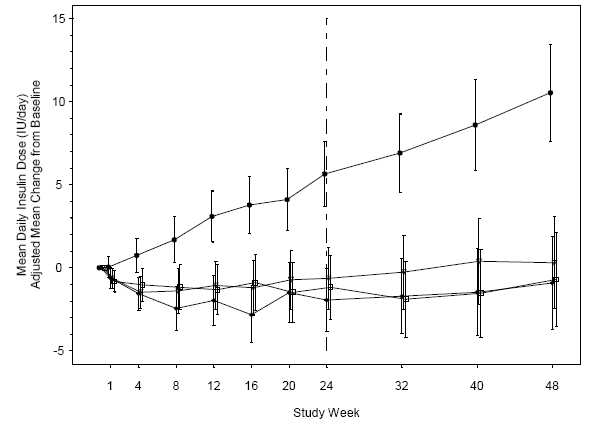 Mean Daily Insulin Dose (IU/day)
Adjusted Mean Change from Baseline
15
10
5
0
-5
1 4 8 12 16 20 24 32 40 48
Study Week